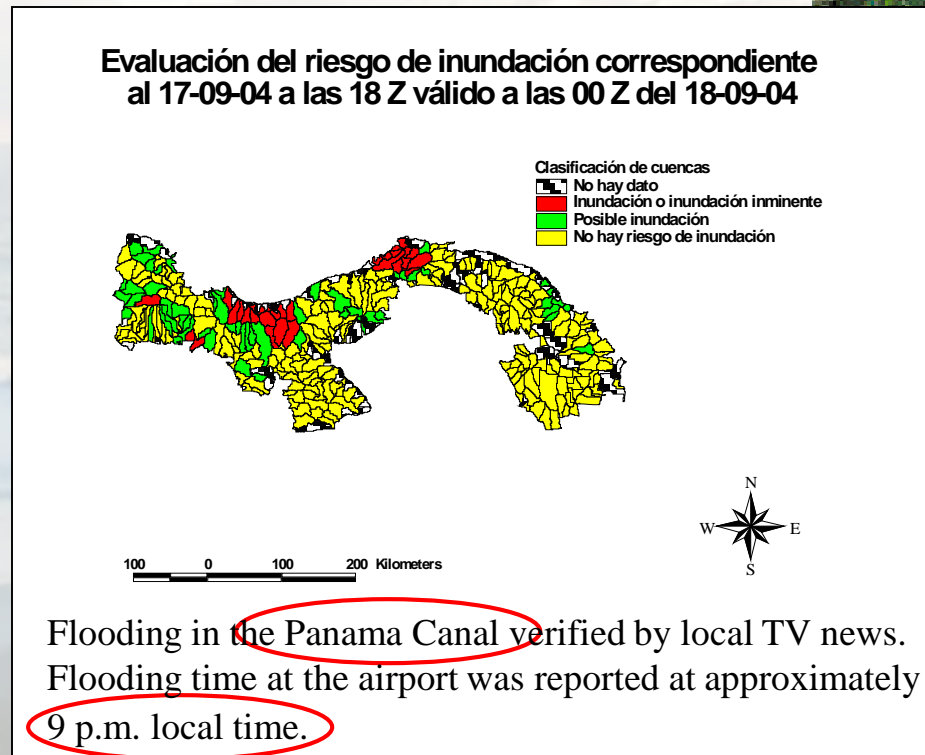 Evaluación del riesgo de inundación correspondiente
al 17-09-04 a las 18 Z válido a las 00 Z del 18-09-04
Clasificación de cuencas
No hay dato
Inundación o inundación inminente
Posible inundación
No hay riesgo de inundación
N
W E
S
100 0 100 200 Kilometers
Flooding in the Panama Canal verified by local TV news.
Flooding time at the airport was reported at approximately
9 p.m. local time.